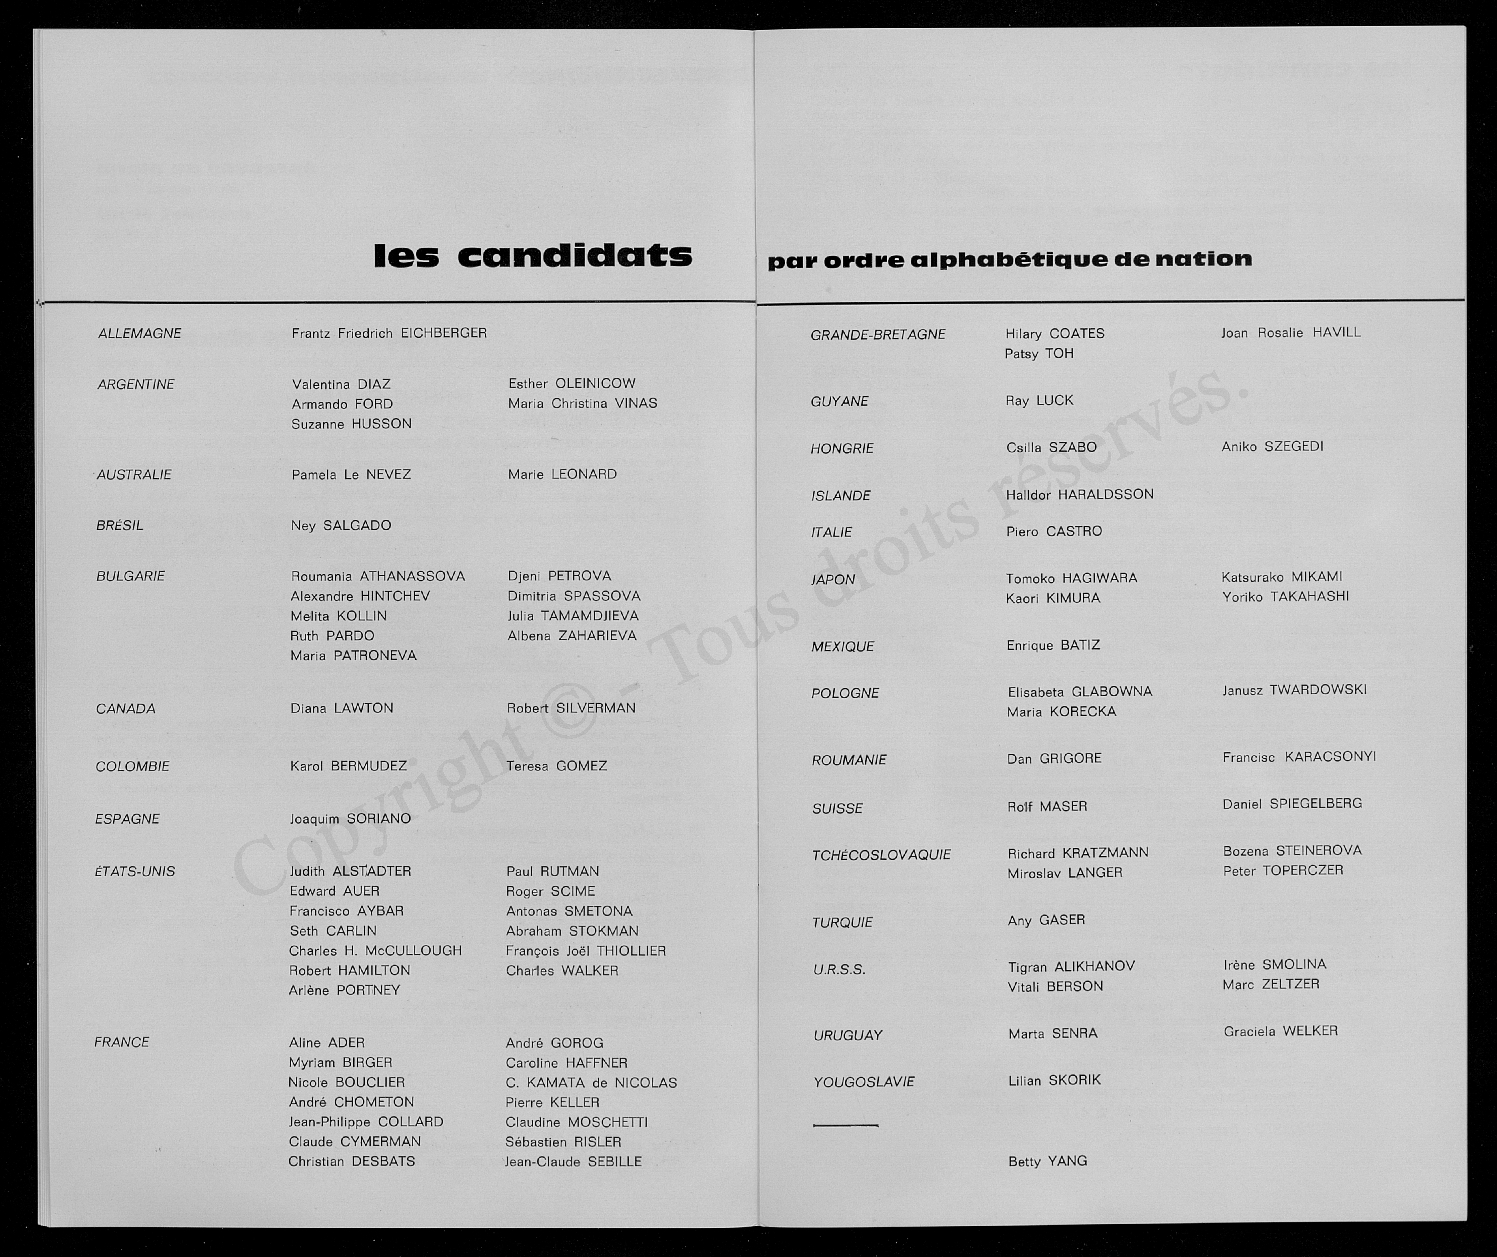 les candidats
ALLEMAGNE Frantz Friedrich EICHBERGER
ARGENTINE Valentina DIAZ Esther OLEINICOW
Armando FORD Maria Christina VINAS
Suzanne HUSSON
AUSTRALIE Pamela Le NEVEZ Marie LEONARD
BRÉSIL Ney SALGADO
BULGARIE Roumania ATHANASSOVA Djeni PETROVA
Alexandre HINTCHEV Dimitria SPASSOVA
Melita KOLLIN Julia TAMAMDJIEVA
Ruth PARDO Albena ZAHARIEVA
Maria PATRONEVA
CANADA Diana LAWTON Robert SILVERMAN
COLOMBIE Karol BERMUDEZ Teresa GOMEZ
ESPAGNE Joaquim SORIANO
ÉTATS-UNIS Judith ALSTADTER Paul RUTMAN
Edward AUER Roger SCIME
Francisco AYBAR Antonas SMETONA
Seth CARLIN Abraham STOKMAN
Charles H. McCULLOUGH François Joël THIOLLIER
Robert HAMILTON Charles WALKER
Arlène PORTNEY
FRANCE Aline ADER André GOROG
Myriam BIRGER Caroline HAFFNER
Nicole BOUCLIER C. KAMATA de NICOLAS
André CHOMETON Pierre KELLER
Jean-Philippe COLLARD Claudine MOSCHETTI
Claude CYMERMAN Sébastien RISLER
Christian DESBATS Jean-Claude SEBILLE
par ordre alphabétique de nation
GRANDE-BRETAGNE Hilary COATES Joan Rosalie HAVILL
Patsy TOH
GUYANE Ray LUCK
HONGRIE Csilla SZABO Aniko SZEGEDI
ISLANDE Halldor HARALDSSON
ITALIE Piero CASTRO
JAPON Tomoko HAGIWARA Katsurako MIKAMI
Kaori KIMURA Yoriko TAKAHASHI
MEXIQUE Enrique BATIZ
POLOGNE Elisabeta GLABOWNA Janusz TWARDOWSKI
Maria KORECKA
ROUMANIE Dan GRIGORE Francisc KARACSONYI
SUISSE Rolf MASER Daniel SPIEGELBERG
TCHÉCOSLOVAQUIE Richard KRATZMANN Bozena STEINEROVA
Miroslav LANGER Peter TOPERCZER
TURQUIE Any GASER
U.R.S.S. Tigran ALIKHANOV Irène SMOLINA
Vitali BERSON Marc ZELTZER
URUGUAY Marta SENRA Graciela WELKER
YOUGOSLAVIE Lilian SKORIK
Betty YANG
Copyright © - Tous droits réservés.